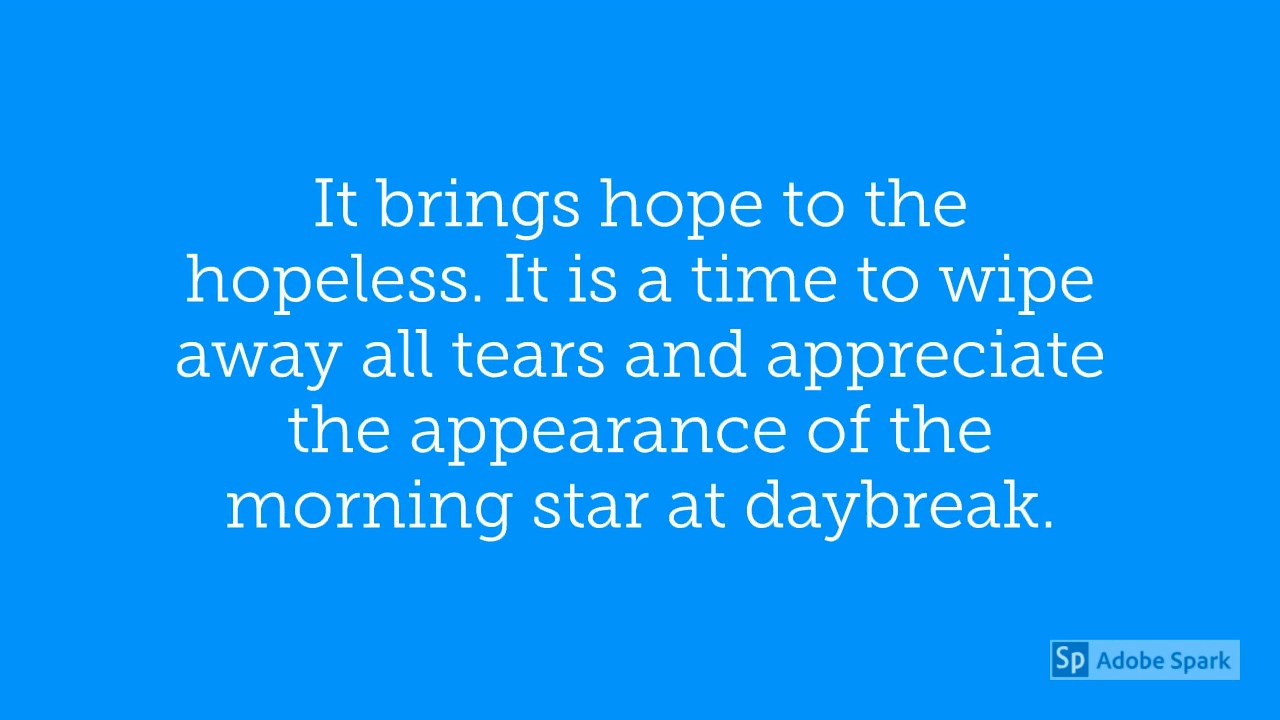 It brings hope to the
hopeless. It is a time to wipe
away all tears and appreciate
the appearance of the
morning star at daybreak.
Sp Adobe Spark